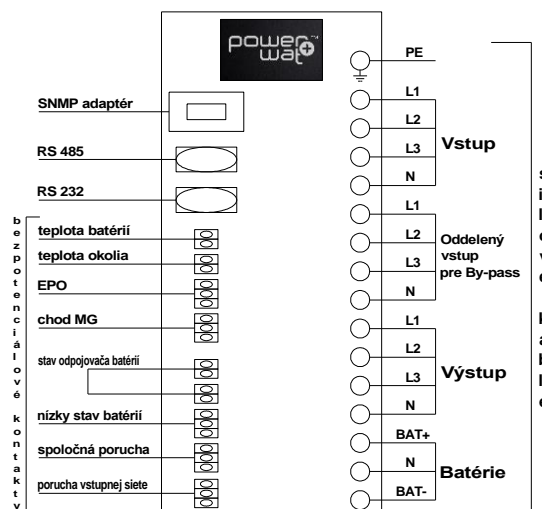 power
wat+
SNMP adaptér
RS 485
RS 232
bezpotenciálové kontakty
teplota batérií
teplota okolia
EPO
chod MG
stav odpojovača batérií
nízky stav batérií
spoločná porucha
porucha vstupnej siete
PE
L1
L2
L3
N
Vstup
L1
L2
L3
N
Oddelený
vstup
pre By-pass
L1
L2
L3
N
Výstup
BAT+
N
BAT-
Batérie